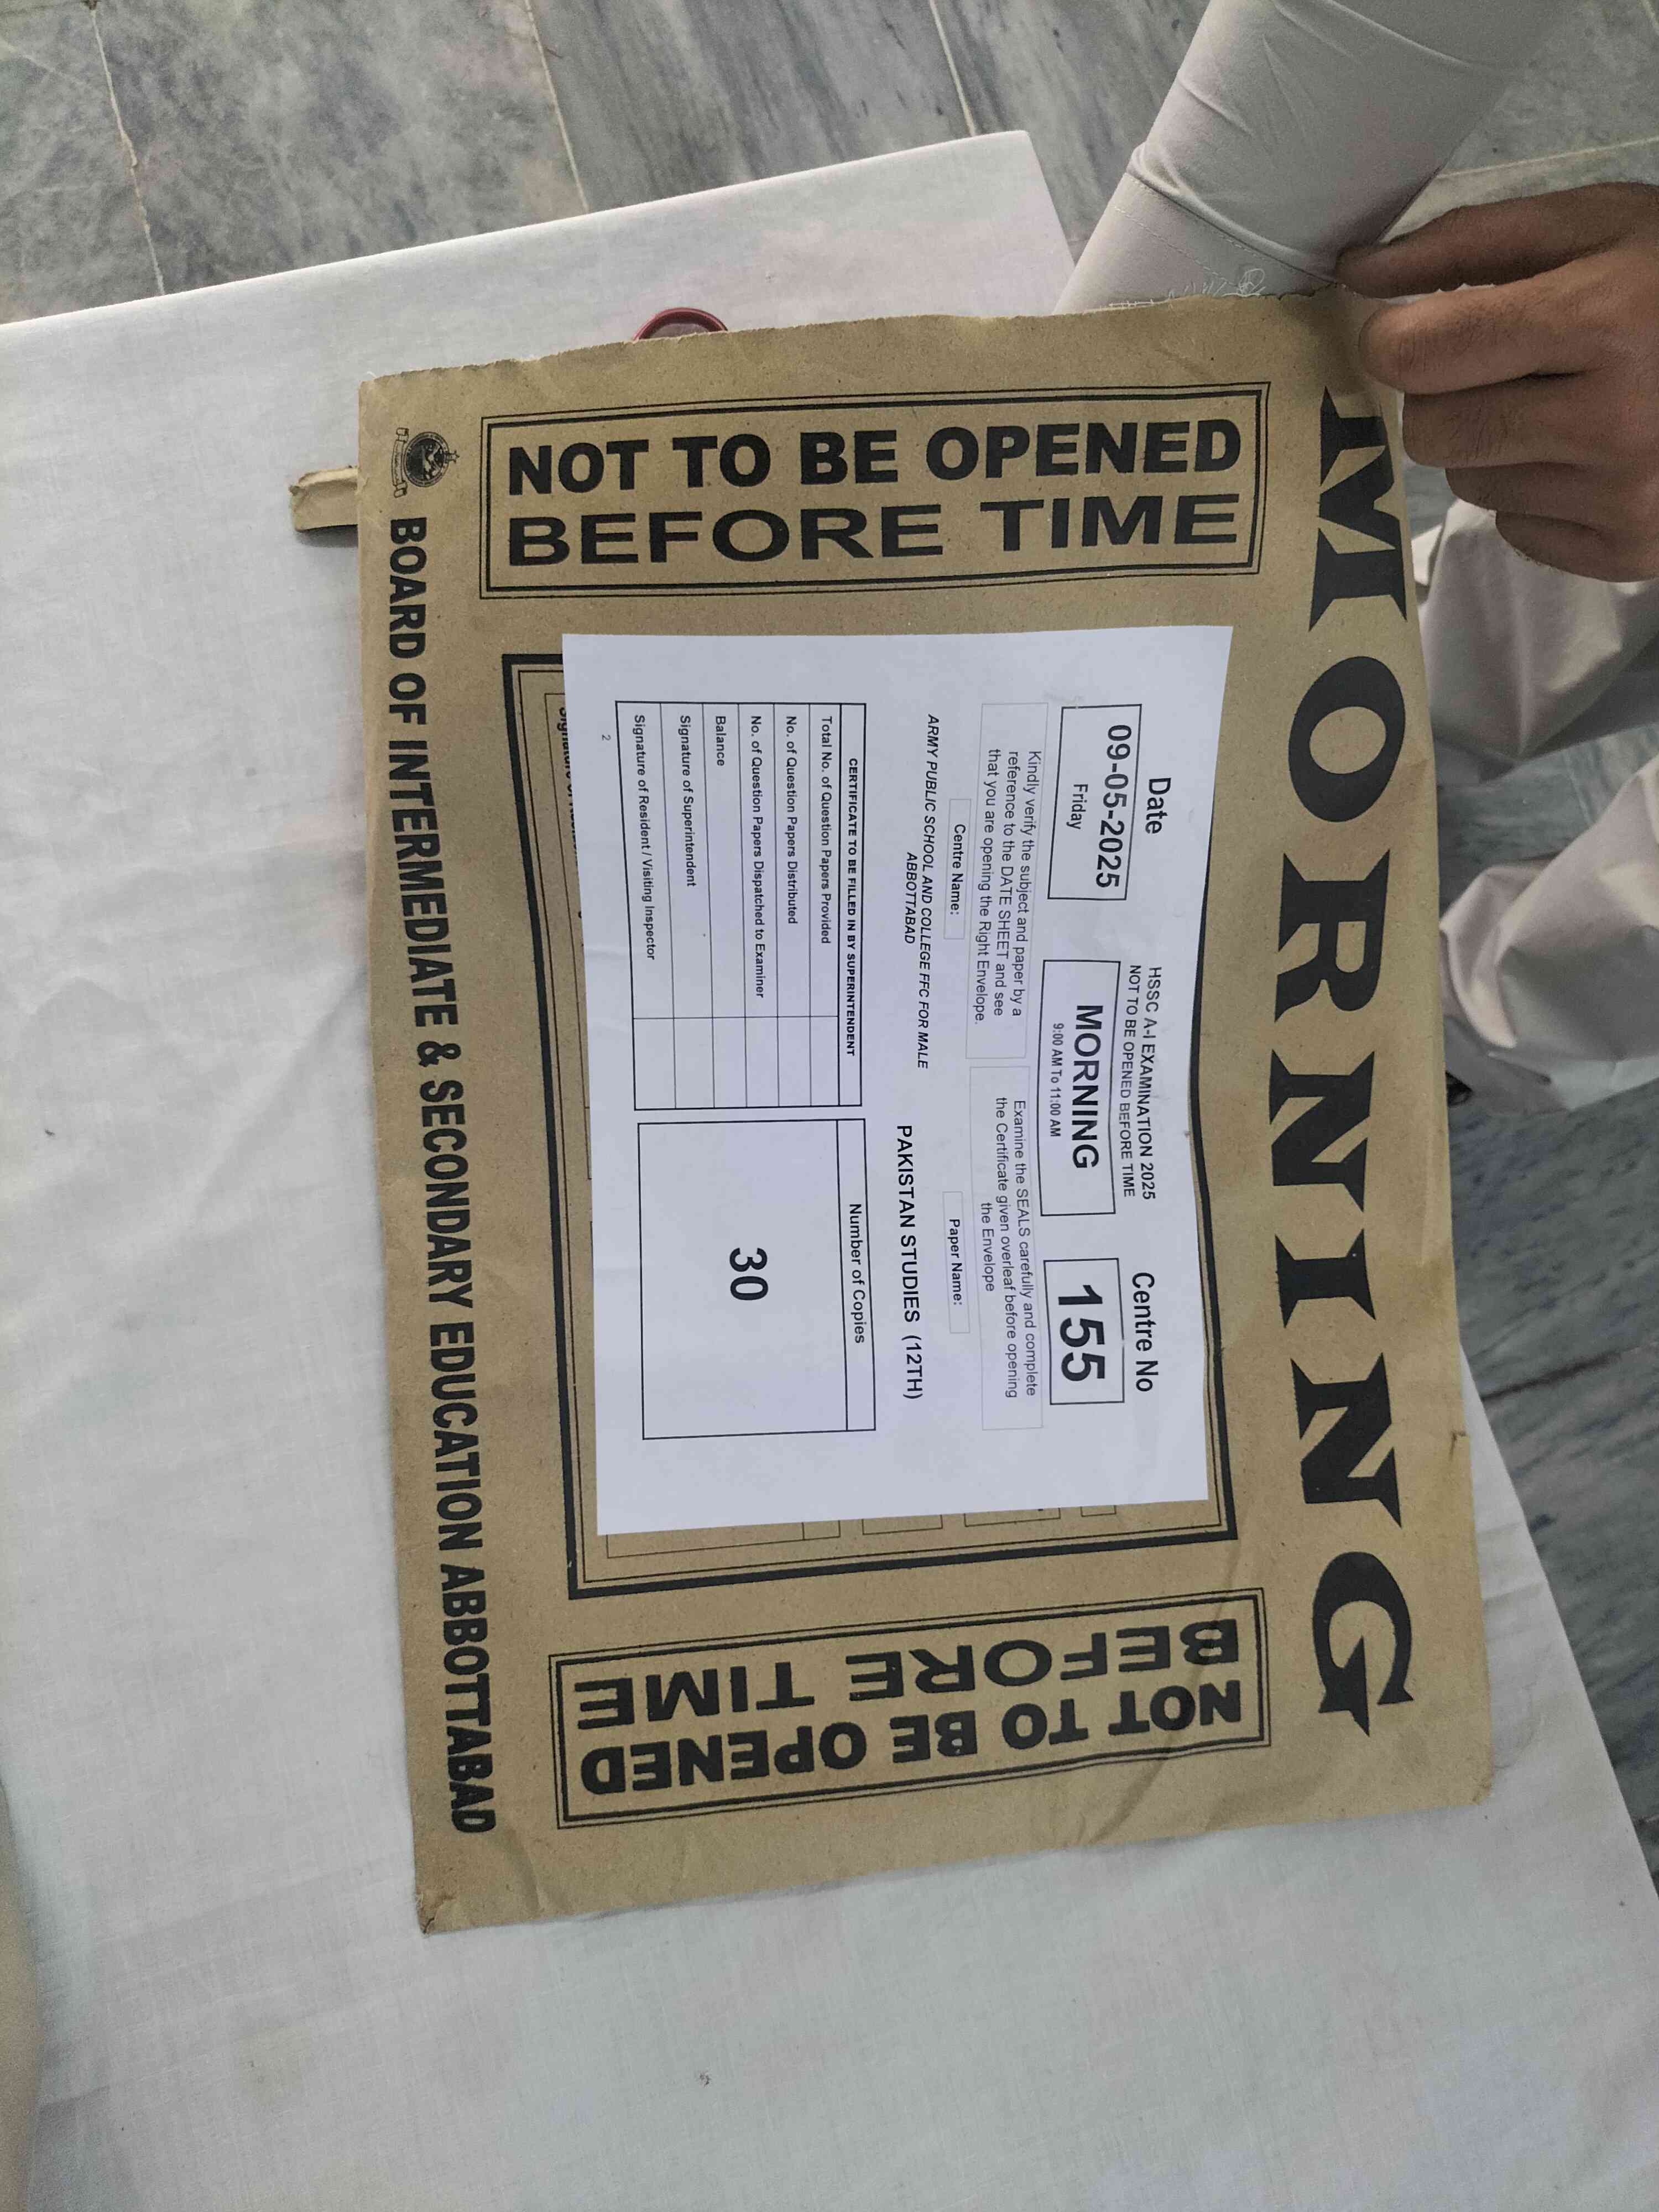 MORNING
NOT TO BE OPENED
BEFORE TIME
Date
09-05-2025
Friday
HSSC A-I EXAMINATION 2025
NOT TO BE OPENED BEFORE TIME
MORNING
9:00 AM To 11:00 AM
Centre No
155
Kindly verify the subject and paper by a
reference to the DATE SHEET and see
that you are opening the Right Envelope.
Examine the SEALS carefully and complete
the Certificate given overleaf before opening
the Envelope
Centre Name:
Paper Name:
ARMY PUBLIC SCHOOL AND COLLEGE FFC FOR MALE
ABBOTTABAD
PAKISTAN STUDIES (12TH)
CERTIFICATE TO BE FILLED IN BY SUPERINTENDENT
Total No. of Question Papers Provided
No. of Question Papers Distributed
No. of Question Papers Dispatched to Examiner
Balance
Signature of Superintendent
Signature of Resident / Visiting Inspector
2
Number of Copies
30
NOT TO BE OPENED
BEFORE TIME
BOARD OF INTERMEDIATE & SECONDARY EDUCATION ABBOTTABAD